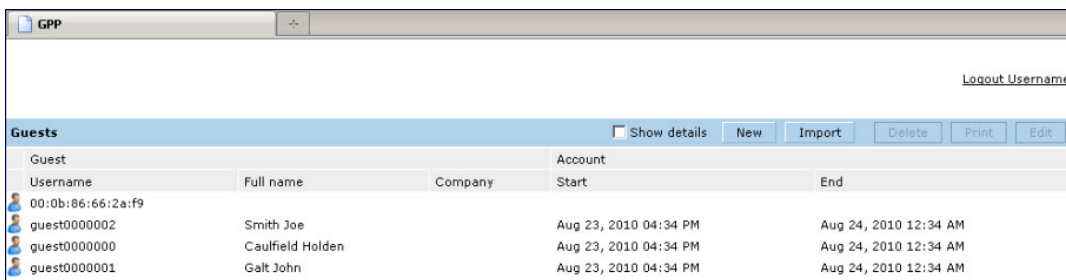 GPP
Logout Username
Guests Show details New Import Delete Print Edit
Guest Account
Username Full name Company Start End
00:0b:86:66:2a:f9
guest0000002 Smith Joe Aug 23, 2010 04:34 PM Aug 24, 2010 12:34 AM
guest0000000 Caulfield Holden Aug 23, 2010 04:34 PM Aug 24, 2010 12:34 AM
guest0000001 Galt John Aug 23, 2010 04:34 PM Aug 24, 2010 12:34 AM